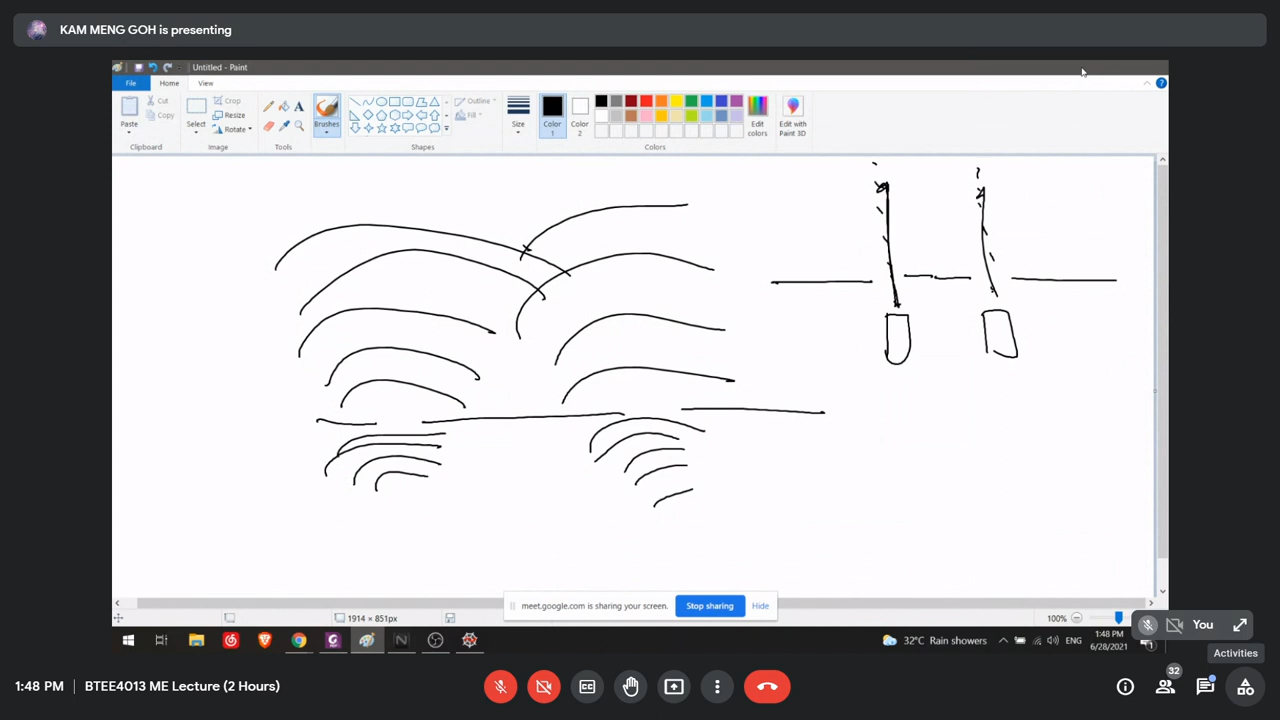 KAM MENG GOH is presenting
Untitled - Paint
File Home View
Paste
Cut
Copy
Clipboard
Select
Crop
Resize
Rotate
Image
A
Tools
Brushes
Outline
Fill
Shapes
Size
Color 1
Color 2
Edit colors
Edit with Paint 3D
Colors
meet.google.com is sharing your screen. Stop sharing Hide
1914 × 851px
100%
You
32°C Rain showers ENG
1:48 PM
6/28/2021
Activities
1:48 PM BTEE4013 ME Lecture (2 Hours)
32